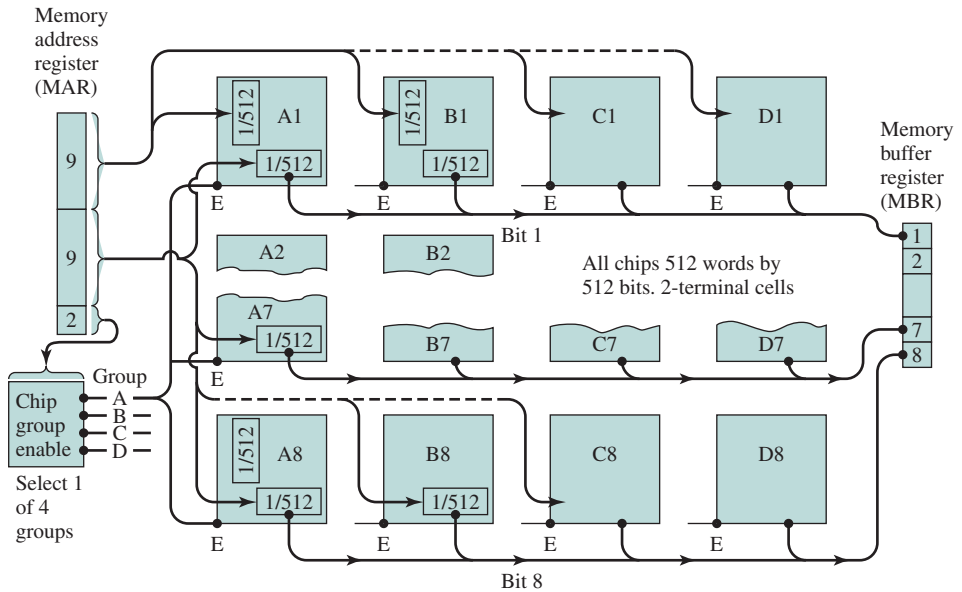 Memory
address
register
(MAR)
9
9
2
Chip
group
enable
Select 1
of 4
groups
Group
A
B
C
D
A1
1/512
1/512
E
B1
1/512
1/512
E
C1
E
D1
E
Bit 1
A2
B2
All chips 512 words by
512 bits. 2-terminal cells
A7
1/512
E
B7
C7
D7
A8
1/512
1/512
E
B8
1/512
E
C8
E
D8
E
Bit 8
Memory
buffer
register
(MBR)
1
2
7
8